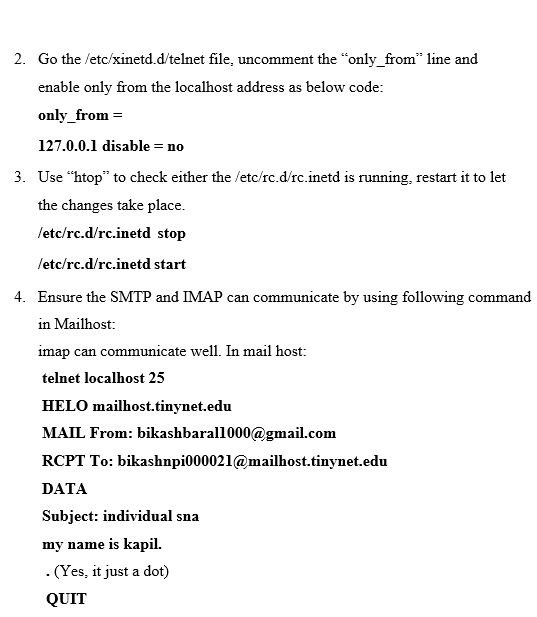 2. Go the /etc/xinetd.d/telnet file, uncomment the “only_from” line and
enable only from the localhost address as below code:
only_from =
127.0.0.1 disable = no
3. Use “htop” to check either the /etc/rc.d/rc.inetd is running, restart it to let
the changes take place.
/etc/rc.d/rc.inetd stop
/etc/rc.d/rc.inetd start
4. Ensure the SMTP and IMAP can communicate by using following command
in Mailhost:
imap can communicate well. In mail host:
telnet localhost 25
HELO mailhost.tinynet.edu
MAIL From: bikashbaral1000@gmail.com
RCPT To: bikashnpi000021@mailhost.tinynet.edu
DATA
Subject: individual sna
my name is kapil.
. (Yes, it just a dot)
QUIT